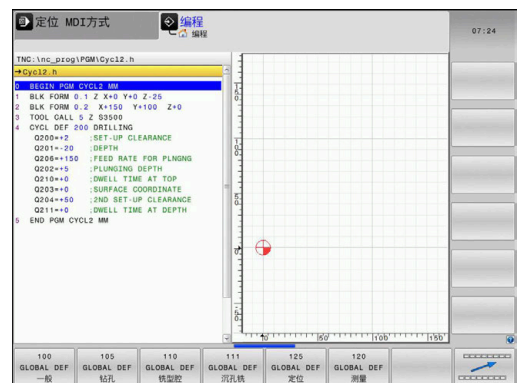 定位 MDI方式
编程
编程
07:24
TNC:\nc_prog\PGM\Cycl2.h
→Cycl2.h
0 BEGIN PGM CYCL2 MM
1 BLK FORM 0.1 Z X+0 Y+0 Z-25
2 BLK FORM 0.2 X+150 Y+100 Z+0
3 TOOL CALL 5 Z S3500
4 CYCL DEF 200 DRILLING
Q200=+2 ;SET-UP CLEARANCE
Q201=-20 ;DEPTH
Q206=+150 ;FEED RATE FOR PLNGNG
Q202=+5 ;PLUNGING DEPTH
Q210=+0 ;DWELL TIME AT TOP
Q203=+0 ;SURFACE COORDINATE
Q204=+50 ;2ND SET-UP CLEARANCE
Q211=+0 ;DWELL TIME AT DEPTH
5 END PGM CYCL2 MM
0 50 100 150
100 GLOBAL DEF 一般
105 GLOBAL DEF 钻孔
110 GLOBAL DEF 铣型腔
111 GLOBAL DEF 沉孔铣
125 GLOBAL DEF 定位
120 GLOBAL DEF 测量